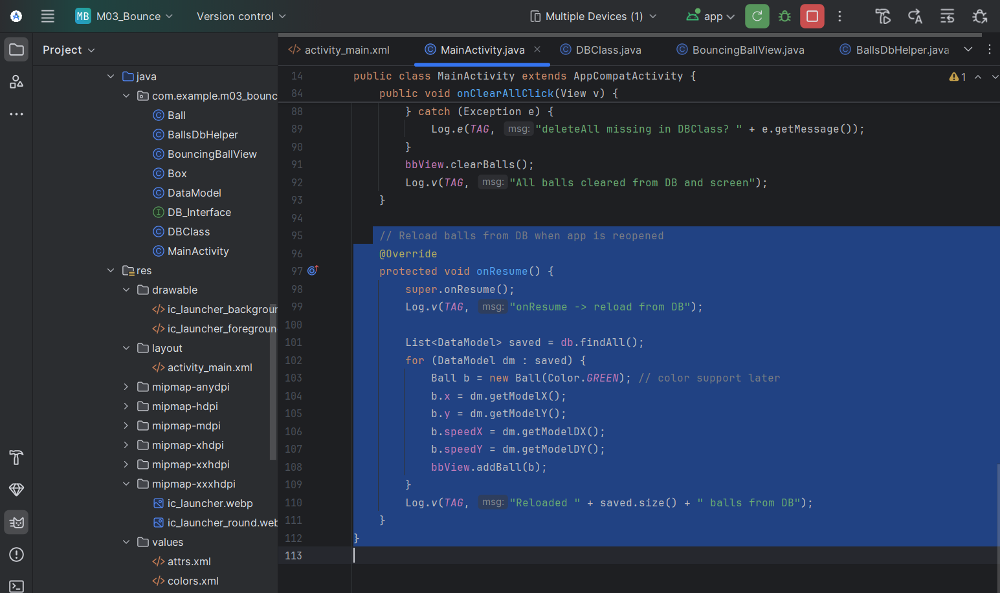 MB M03_Bounce Version control Multiple Devices (1) app
Project
activity_main.xml MainActivity.java DBClass.java BouncingBallView.java BallsDbHelper.java
java
com.example.m03_bounc
Ball
BallsDbHelper
BouncingBallView
Box
DataModel
DB_Interface
DBClass
MainActivity
res
drawable
ic_launcher_backgroun
ic_launcher_foregroun
layout
activity_main.xml
mipmap-anydpi
mipmap-hdpi
mipmap-mdpi
mipmap-xhdpi
mipmap-xxhdpi
mipmap-xxxhdpi
ic_launcher.webp
ic_launcher_round.web
values
attrs.xml
colors.xml
14 public class MainActivity extends AppCompatActivity { 1
84 public void onClearAllClick(View v) {
88 } catch (Exception e) {
89 Log.e(TAG, msg: "deleteAll missing in DBClass? " + e.getMessage());
90 }
91 bbView.clearBalls();
92 Log.v(TAG, msg: "All balls cleared from DB and screen");
93 }
94
95 // Reload balls from DB when app is reopened
96 @Override
97 protected void onResume() {
98 super.onResume();
99 Log.v(TAG, msg: "onResume -> reload from DB");
100
101 List<DataModel> saved = db.findAll();
102 for (DataModel dm : saved) {
103 Ball b = new Ball(Color.GREEN); // color support later
104 b.x = dm.getModelX();
105 b.y = dm.getModelY();
106 b.speedX = dm.getModelDX();
107 b.speedY = dm.getModelDY();
108 bbView.addBall(b);
109 }
110 Log.v(TAG, msg: "Reloaded " + saved.size() + " balls from DB");
111 }
112 }
113